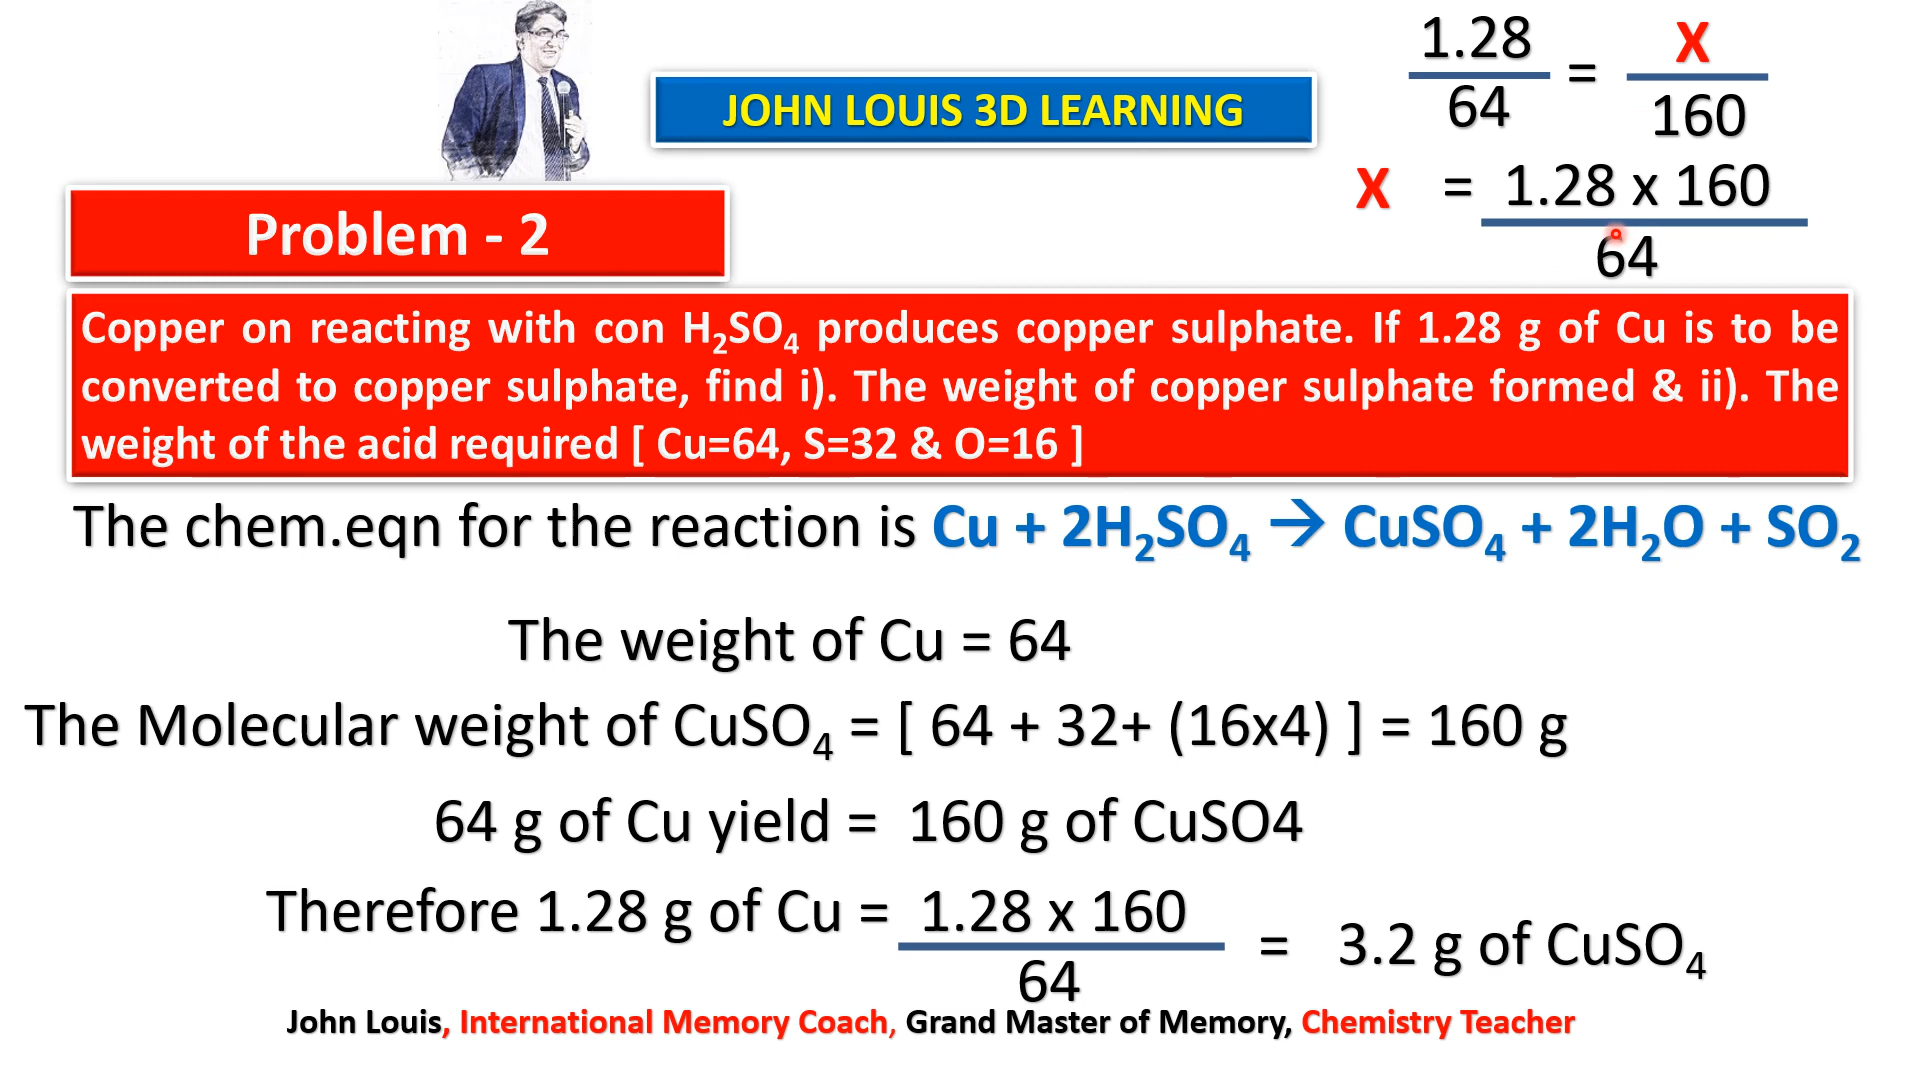 JOHN LOUIS 3D LEARNING
1.28 / 64 = X / 160
X = 1.28 x 160 / 64
Problem - 2
Copper on reacting with con H₂SO₄ produces copper sulphate. If 1.28 g of Cu is to be
converted to copper sulphate, find i). The weight of copper sulphate formed & ii). The
weight of the acid required [ Cu=64, S=32 & O=16 ]
The chem.eqn for the reaction is Cu + 2H₂SO₄ → CuSO₄ + 2H₂O + SO₂
The weight of Cu = 64
The Molecular weight of CuSO₄ = [ 64 + 32+ (16x4) ] = 160 g
64 g of Cu yield = 160 g of CuSO4
Therefore 1.28 g of Cu = 1.28 x 160 / 64 = 3.2 g of CuSO₄
John Louis, International Memory Coach, Grand Master of Memory, Chemistry Teacher